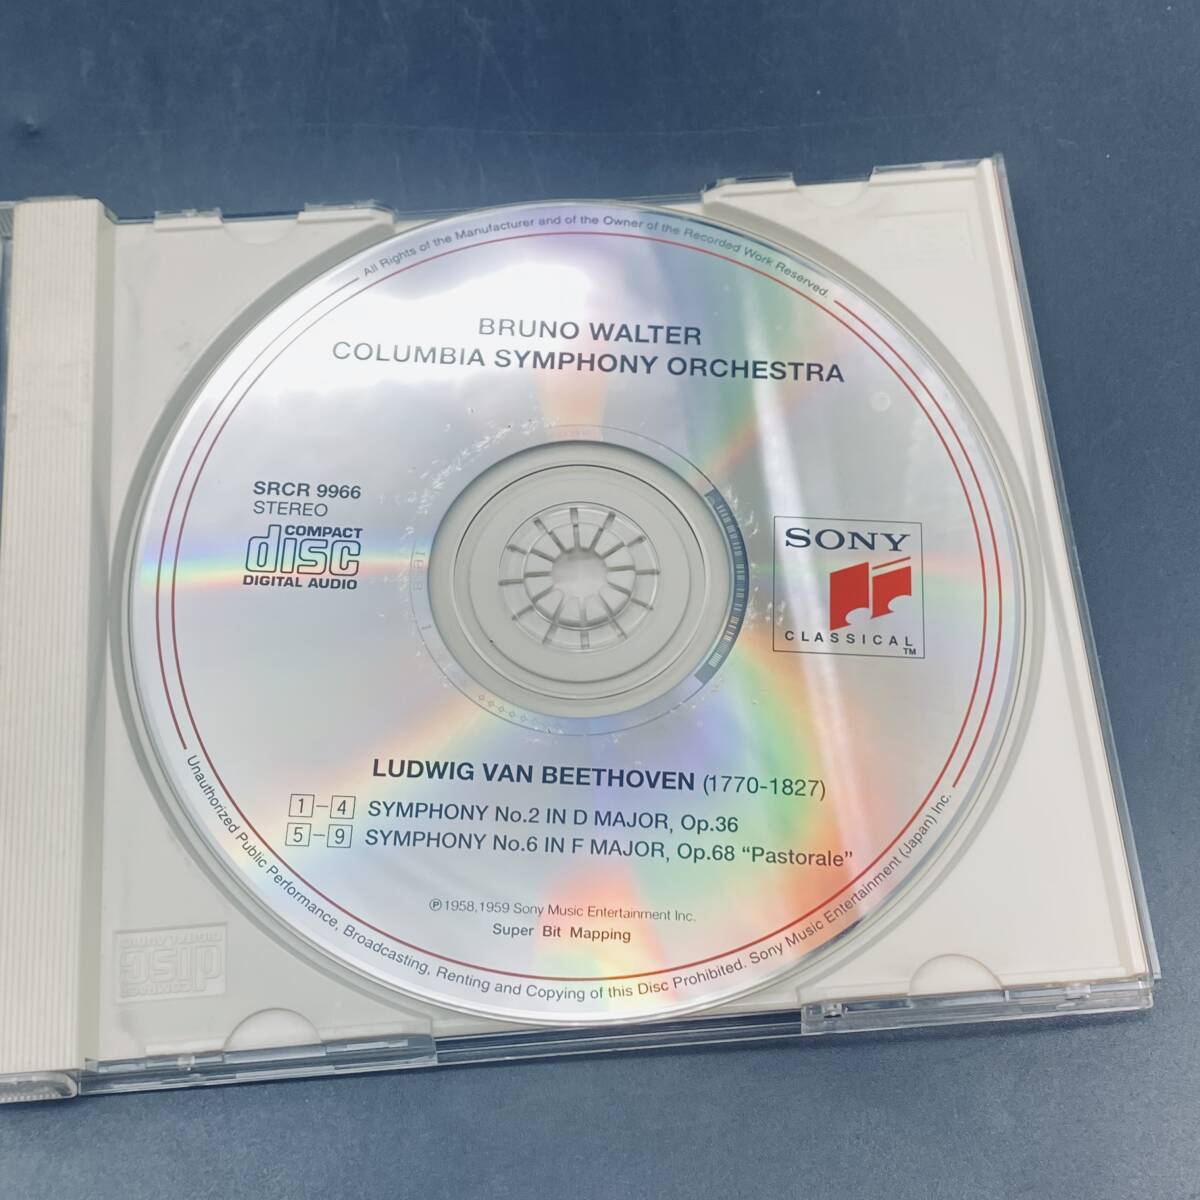 All Rights of the Manufacturer and of the Owner of the Recorded Work Reserved.
BRUNO WALTER
COLUMBIA SYMPHONY ORCHESTRA
SRCR 9966
STEREO
COMPACT
disc
DIGITAL AUDIO
SONY
CLASSICAL
TM
LUDWIG VAN BEETHOVEN (1770-1827)
1–4 SYMPHONY No.2 IN D MAJOR, Op.36
5–9 SYMPHONY No.6 IN F MAJOR, Op.68 “Pastorale”
℗1958,1959 Sony Music Entertainment Inc.
Super Bit Mapping
Unauthorized Public Performance, Broadcasting, Renting and Copying of this Disc Prohibited. Sony Music Entertainment (Japan) Inc.